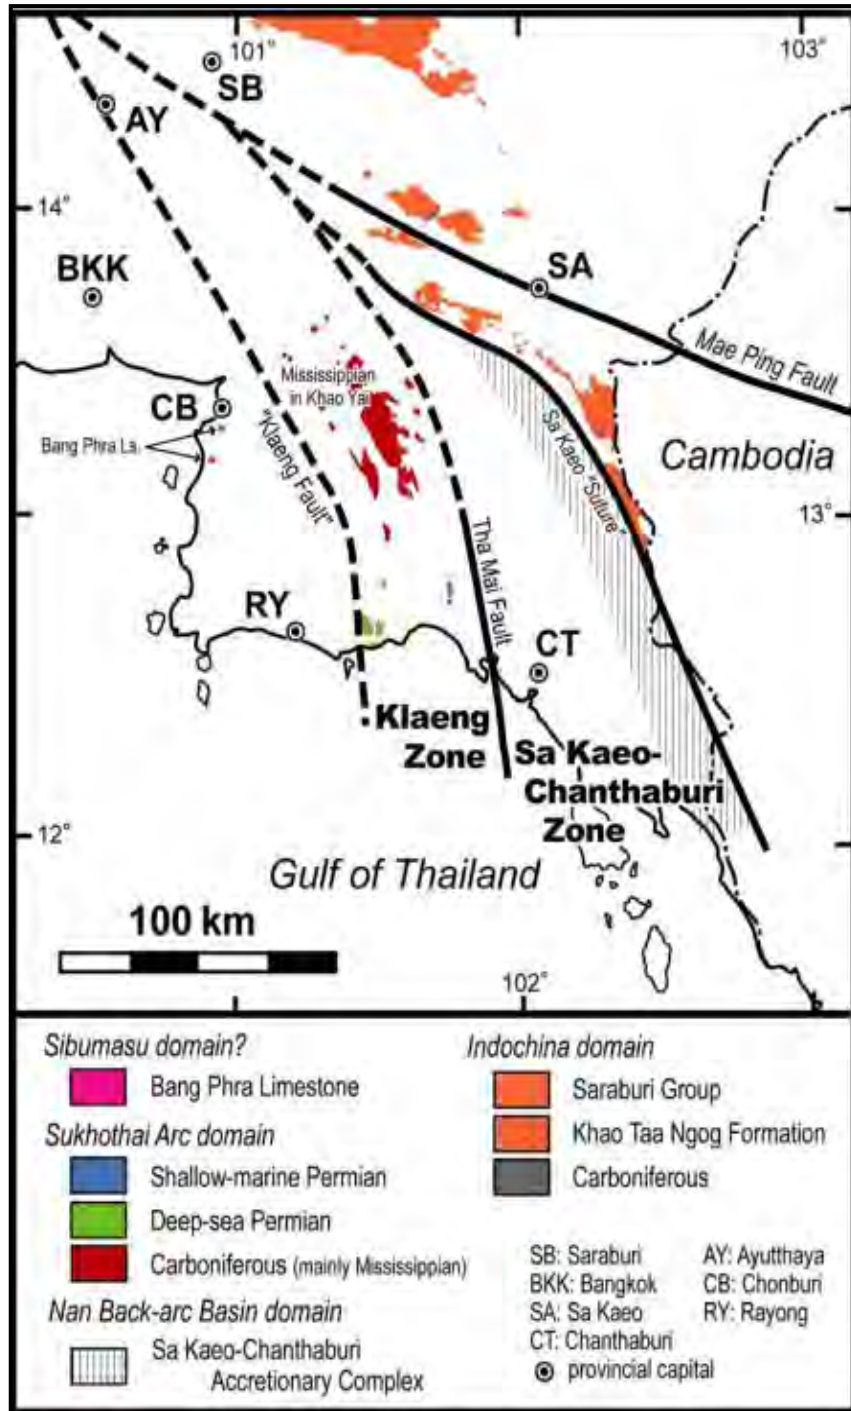 101°
103°
SB
AY
14°
BKK
SA
Mae Ping Fault
Mississippian
in Khao Yai
CB
Bang Phra La.
"Klaeng Fault"
Sa Kaeo "Suture"
Cambodia
13°
Tha Mai Fault
RY
CT
Klaeng
Zone
Sa Kaeo-
Chanthaburi
Zone
12°
Gulf of Thailand
100 km
102°
Sibumasu domain?
Bang Phra Limestone
Sukhothai Arc domain
Shallow-marine Permian
Deep-sea Permian
Carboniferous (mainly Mississippian)
Nan Back-arc Basin domain
Sa Kaeo-Chanthaburi
Accretionary Complex
Indochina domain
Saraburi Group
Khao Taa Ngog Formation
Carboniferous
SB: Saraburi AY: Ayutthaya
BKK: Bangkok CB: Chonburi
SA: Sa Kaeo RY: Rayong
CT: Chanthaburi
provincial capital